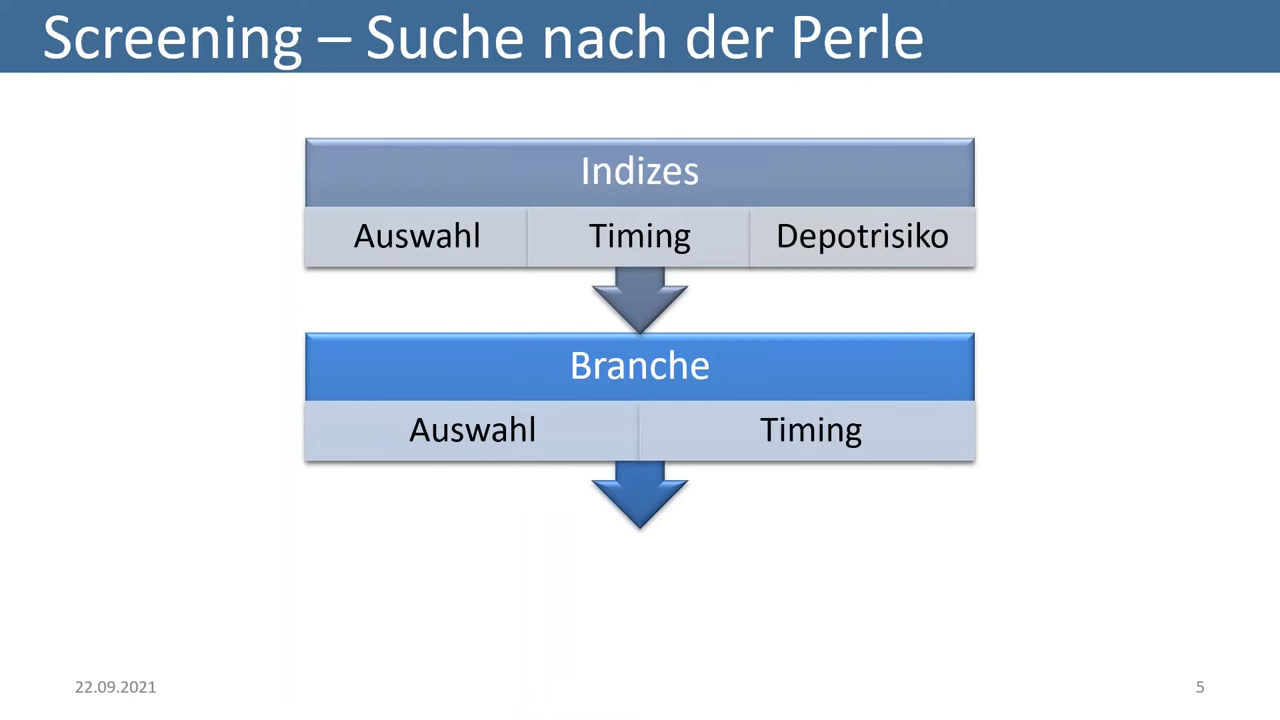 Screening – Suche nach der Perle
Indizes
Auswahl Timing Depotrisiko
Branche
Auswahl Timing
22.09.2021 5